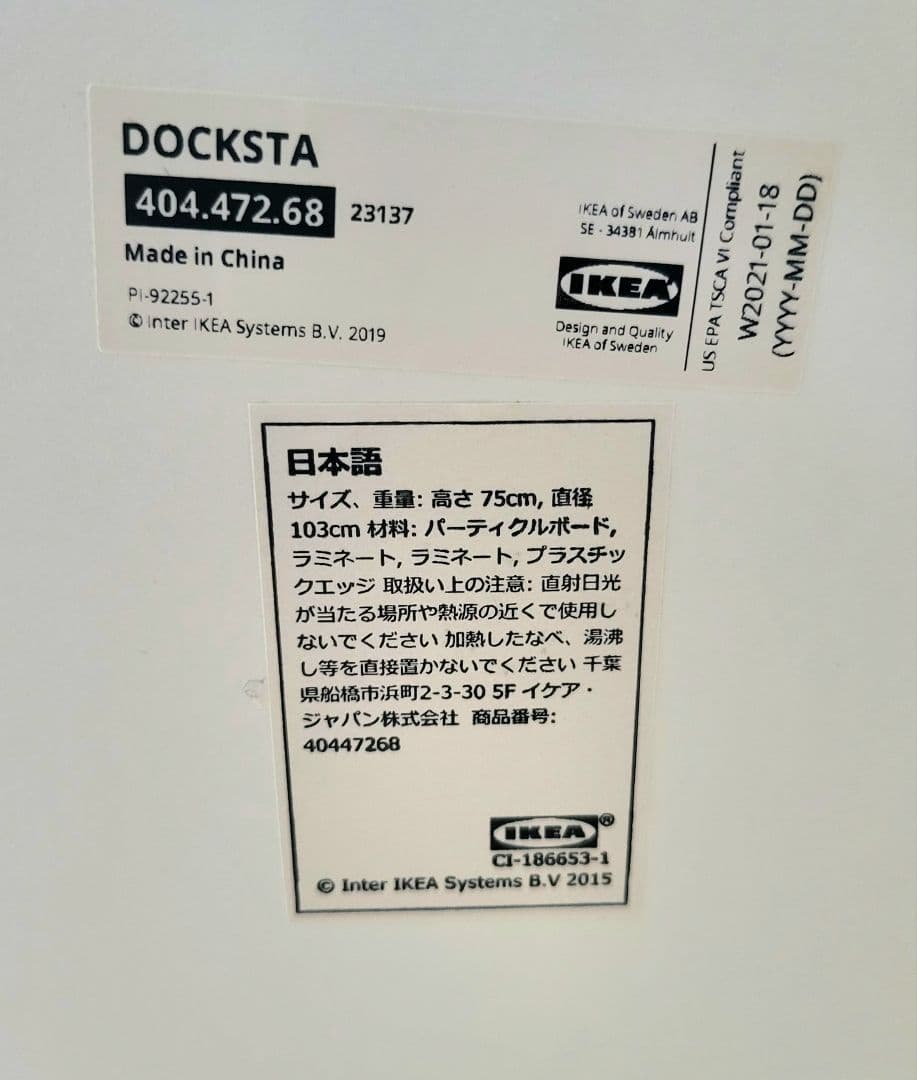 DOCKSTA
404.472.68 23137
Made in China
PI-92255-1
© Inter IKEA Systems B.V. 2019
IKEA of Sweden AB
SE - 34381 Älmhult
IKEA
Design and Quality
IKEA of Sweden
US EPA TSCA VI Compliant
W2021-01-18
(YYYY-MM-DD)
日本語
サイズ、重量: 高さ 75cm, 直径
103cm 材料: パーティクルボード,
ラミネート, ラミネート, プラスチッ
クエッジ 取扱い上の注意: 直射日光
が当たる場所や熱源の近くで使用し
ないでください 加熱したなべ、湯沸
し等を直接置かないでください 千葉
県船橋市浜町2-3-30 5F イケア・
ジャパン株式会社 商品番号:
40447268
IKEA®
CI-186653-1
© Inter IKEA Systems B.V 2015